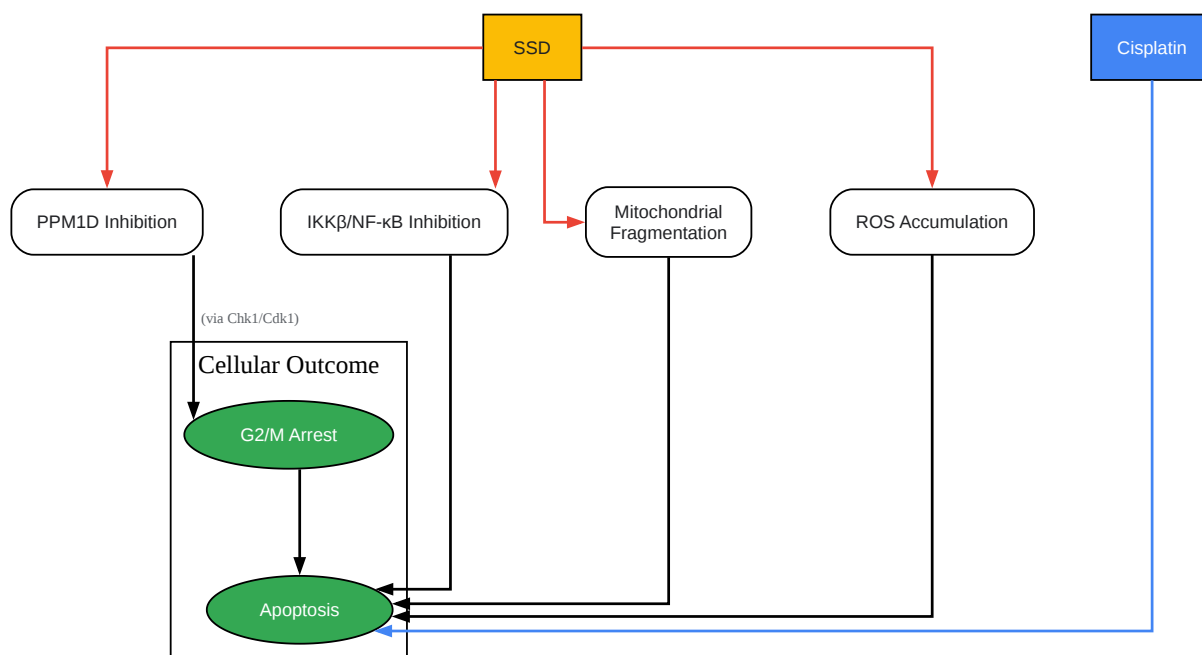 SSD
Cisplatin
PPM1D Inhibition
IKKβ/NF-κB Inhibition
Mitochondrial
Fragmentation
ROS Accumulation
(via Chk1/Cdk1)
Cellular Outcome
G2/M Arrest
Apoptosis